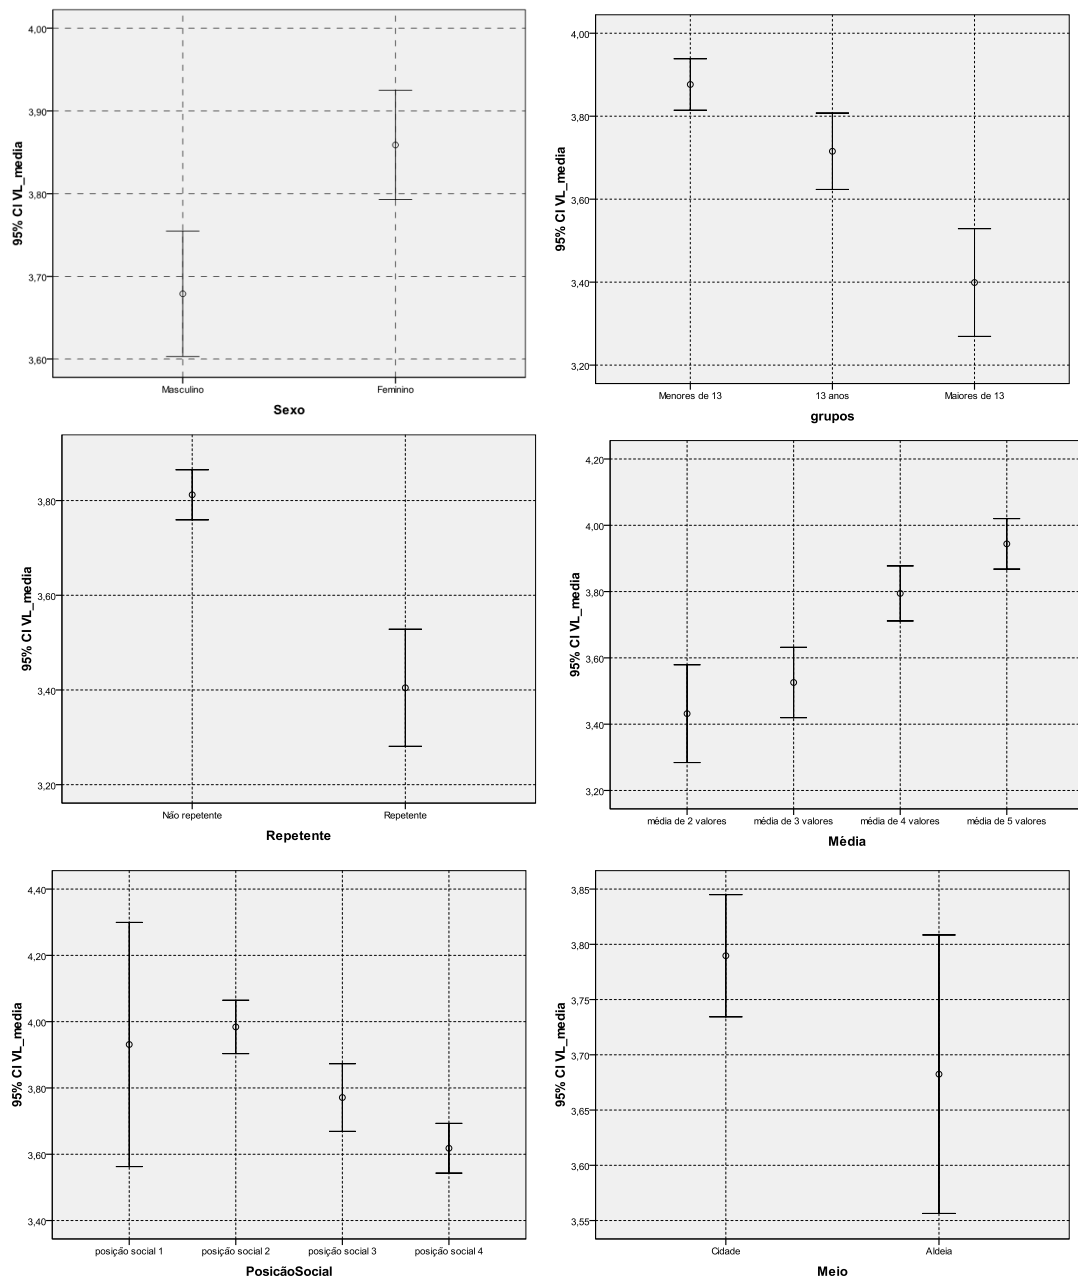 4,00
3,90
3,80
3,70
3,60
95% CI VL_media
Masculino Feminino
Sexo
4,00
3,80
3,60
3,40
3,20
95% CI VL_media
Menores de 13 13 anos Maiores de 13
grupos
3,80
3,60
3,40
3,20
95% CI VL_media
Não repetente Repetente
Repetente
4,20
4,00
3,80
3,60
3,40
3,20
95% CI VL_media
média de 2 valores média de 3 valores média de 4 valores média de 5 valores
Média
4,40
4,20
4,00
3,80
3,60
3,40
95% CI VL_media
posição social 1 posição social 2 posição social 3 posição social 4
PosicãoSocial
3,85
3,80
3,75
3,70
3,65
3,60
3,55
95% CI VL_media
Cidade Aldeia
Meio